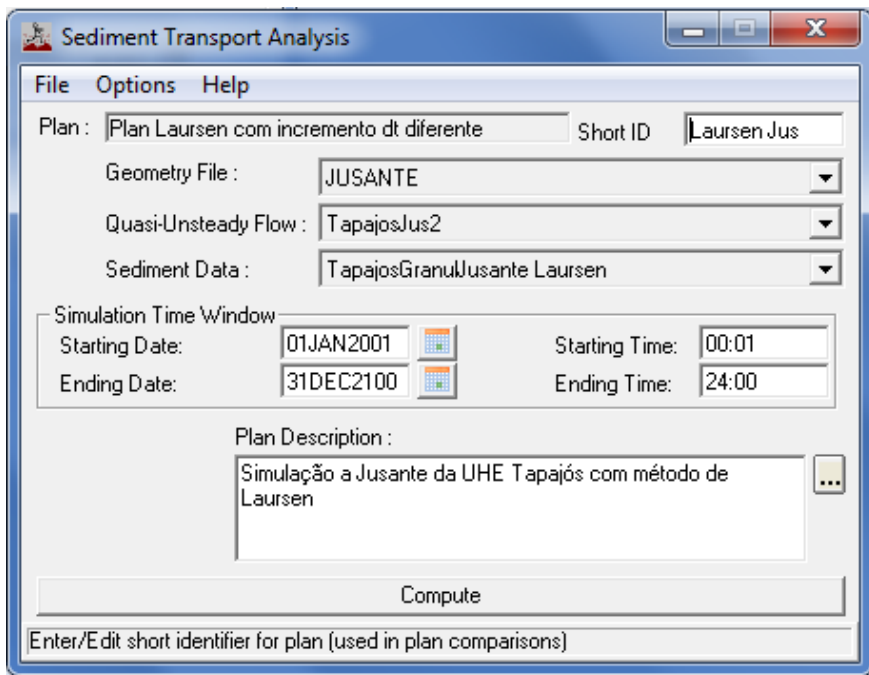 Sediment Transport Analysis
File Options Help
Plan : Plan Laursen com incremento dt diferente Short ID Laursen Jus
Geometry File : JUSANTE
Quasi-Unsteady Flow : TapajosJus2
Sediment Data : TapajosGranulJusante Laursen
Simulation Time Window
Starting Date: 01JAN2001 Starting Time: 00:01
Ending Date: 31DEC2100 Ending Time: 24:00
Plan Description :
Simulação a Jusante da UHE Tapajós com método de
Laursen
...
Compute
Enter/Edit short identifier for plan (used in plan comparisons)